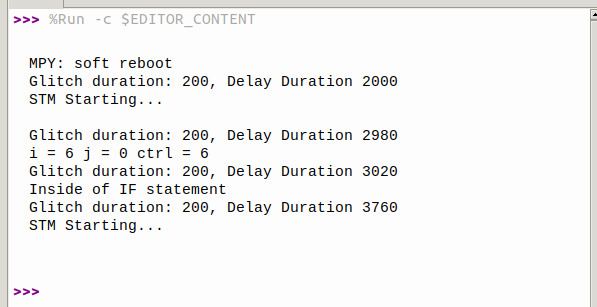 >>> %Run -c $EDITOR_CONTENT
MPY: soft reboot
Glitch duration: 200, Delay Duration 2000
STM Starting...
Glitch duration: 200, Delay Duration 2980
i = 6 j = 0 ctrl = 6
Glitch duration: 200, Delay Duration 3020
Inside of IF statement
Glitch duration: 200, Delay Duration 3760
STM Starting...
>>>